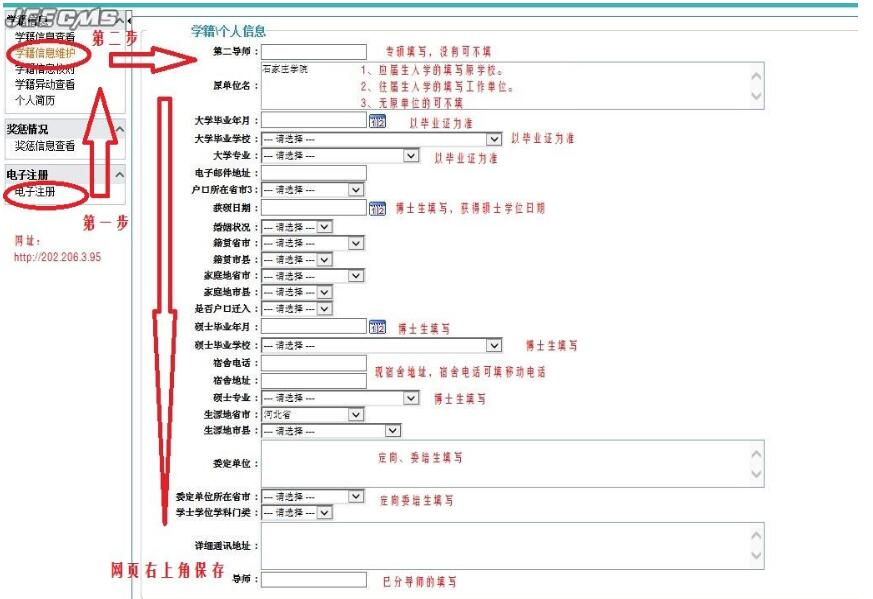 JEECMS
学籍信息
学籍信息查看
学籍信息维护
学籍信息核对
学籍异动查看
个人简历
奖惩情况
奖惩信息查看
电子注册
电子注册
第二步
第一步
网址：
http://202.206.3.95
学籍\个人信息
第二导师： 专硕填写，没有可不填
原单位名： 石家庄学院
1、应届生入学的填写原学校。
2、往届生入学的填写工作单位。
3、无原单位的可不填
大学毕业年月： 以毕业证为准
大学毕业学校： --- 请选择 --- 以毕业证为准
大学专业： --- 请选择 --- 以毕业证为准
电子邮件地址：
户口所在省市3： --- 请选择 ---
获硕日期： 博士生填写，获得硕士学位日期
婚姻状况： --- 请选择 ---
籍贯省市： --- 请选择 ---
籍贯市县： --- 请选择 ---
家庭地省市： --- 请选择 ---
家庭地市县： --- 请选择 ---
是否户口迁入： --- 请选择 ---
硕士毕业年月： 博士生填写
硕士毕业学校： --- 请选择 --- 博士生填写
宿舍电话：
现宿舍地址，宿舍电话可填移动电话
宿舍地址：
硕士专业： --- 请选择 --- 博士生填写
生源地省市： 河北省
生源地市县： --- 请选择 ---
委定单位： 定向、委培生填写
委定单位所在省市： --- 请选择 --- 定向委培生填写
学士学位学科门类： --- 请选择 ---
详细通讯地址：
网页右上角保存
导师： 已分导师的填写